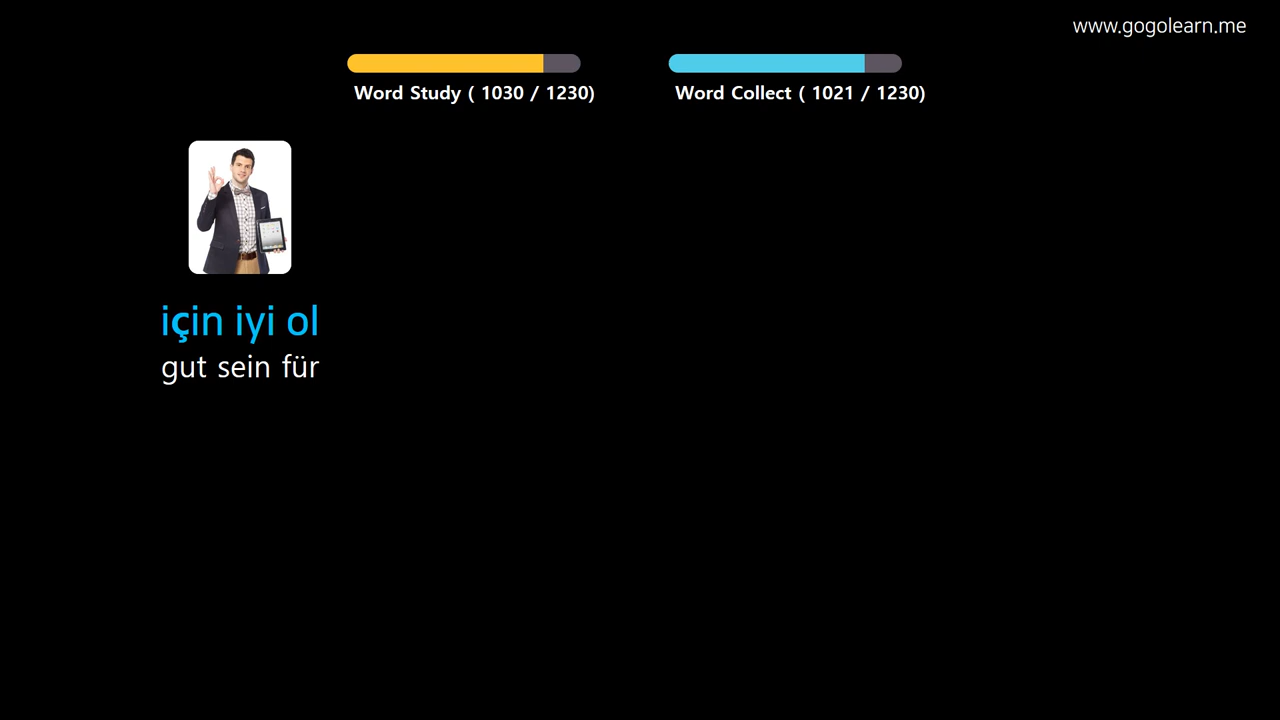 www.gogolearn.me
Word Study ( 1030 / 1230)
Word Collect ( 1021 / 1230)
için iyi ol
gut sein für